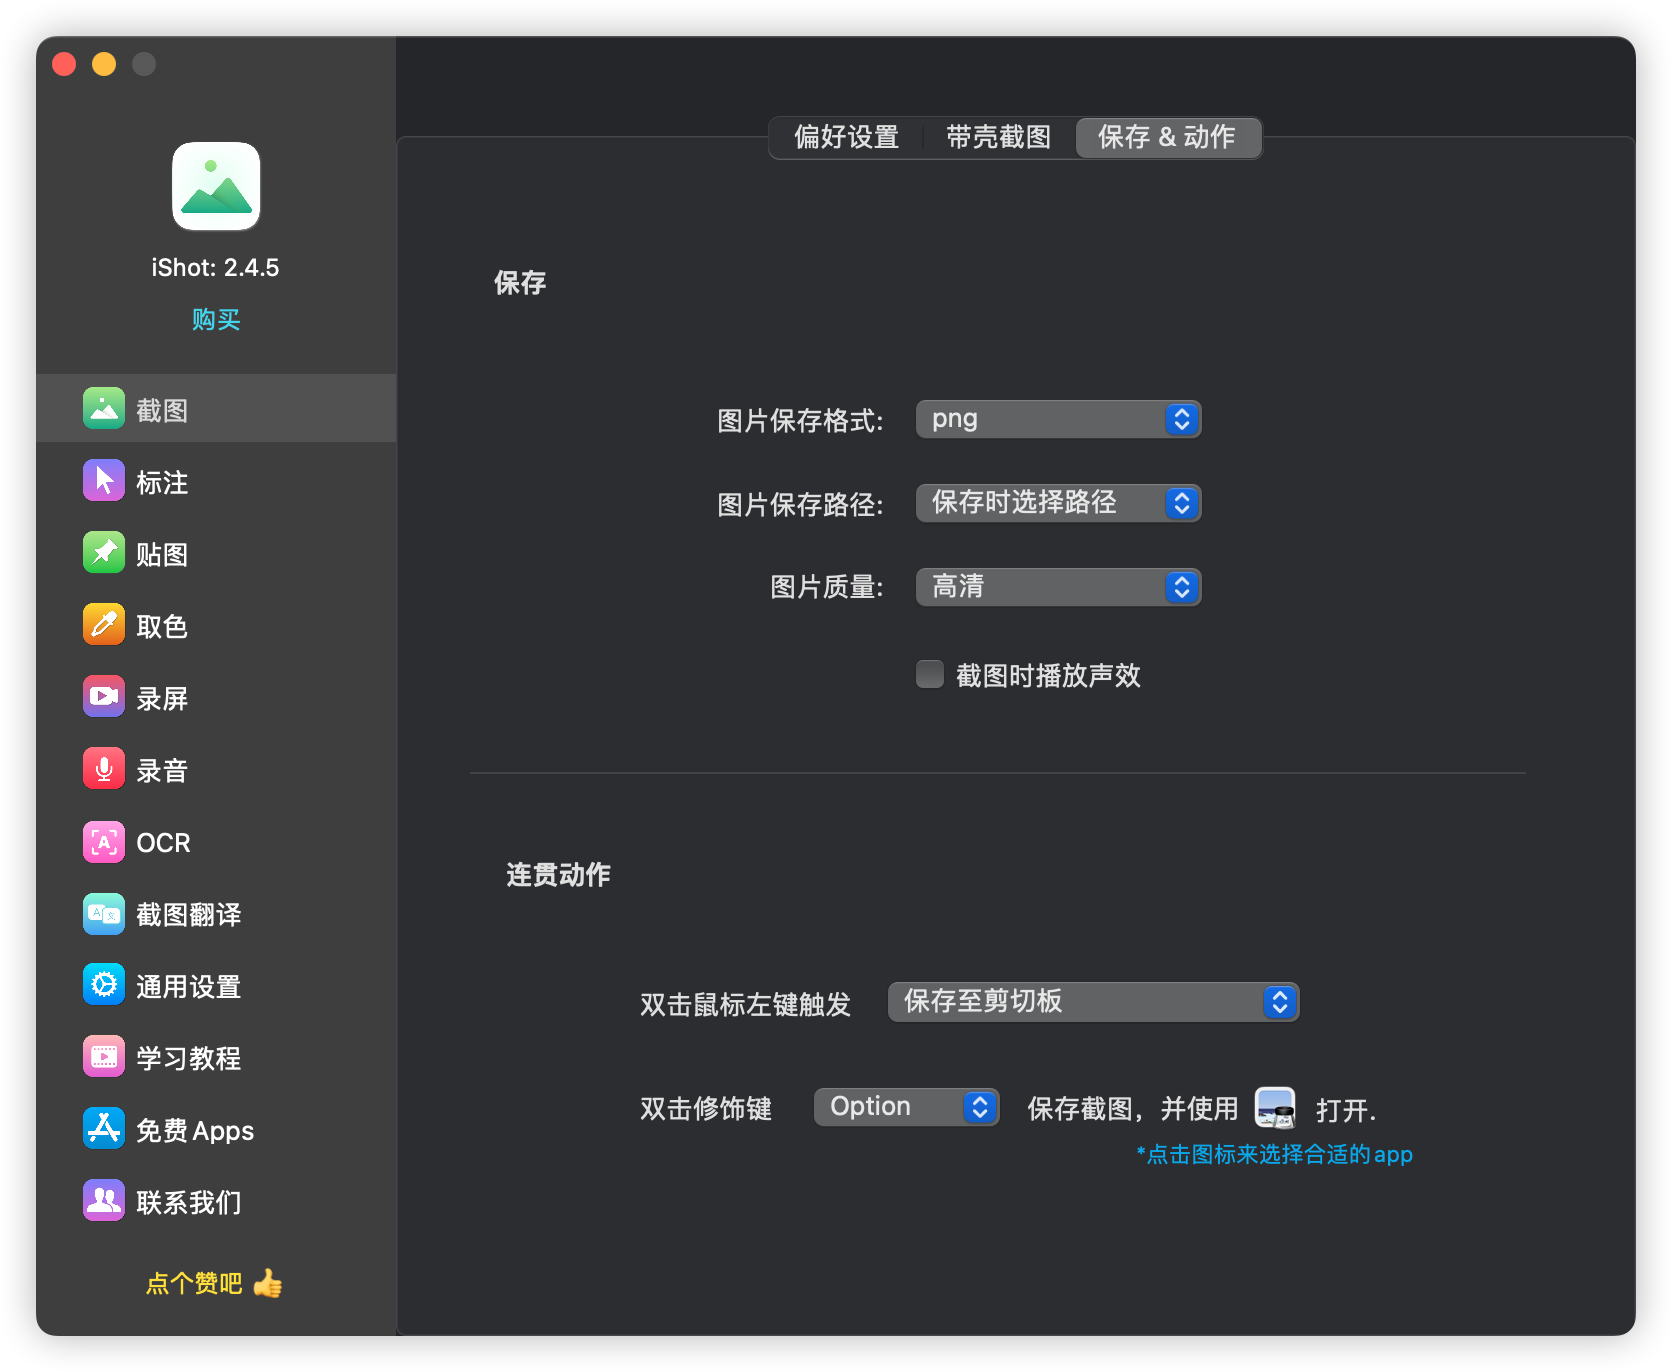 iShot: 2.4.5
购买
截图
标注
贴图
取色
录屏
录音
OCR
截图翻译
通用设置
学习教程
免费Apps
联系我们
点个赞吧 👍
偏好设置 带壳截图 保存 & 动作
保存
图片保存格式: png
图片保存路径: 保存时选择路径
图片质量: 高清
截图时播放声效
连贯动作
双击鼠标左键触发 保存至剪切板
双击修饰键 Option 保存截图，并使用 打开.
*点击图标来选择合适的app